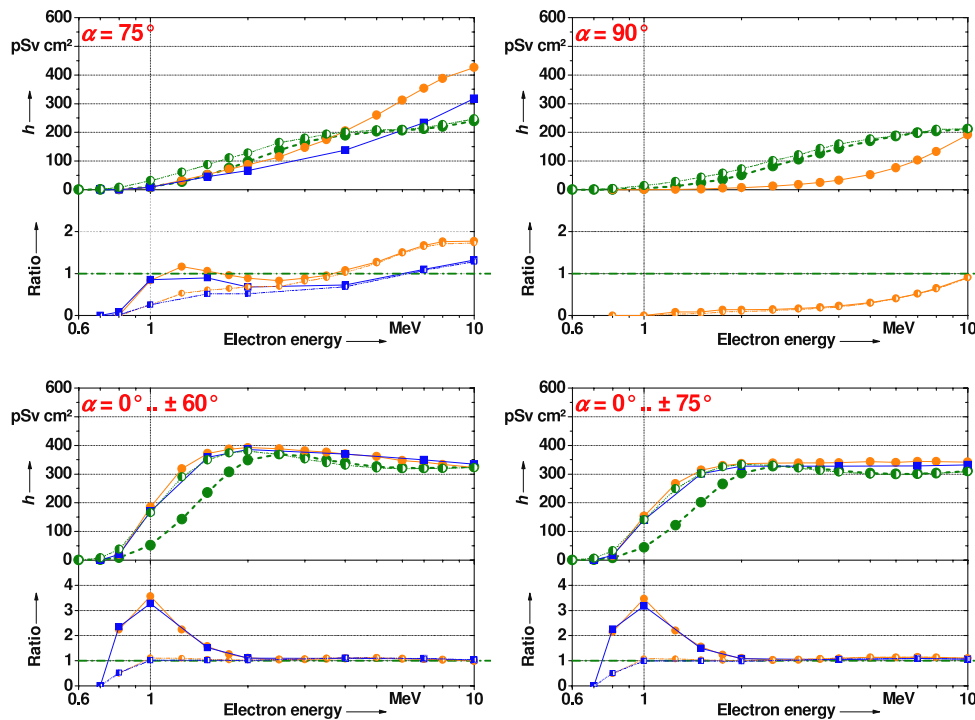 600
pSv cm²
α = 75°
400
300
h
200
100
0
2
Ratio
1
0
0.6
1
MeV
10
Electron energy
600
pSv cm²
α = 90°
400
300
h
200
100
0
2
Ratio
1
0
0.6
1
MeV
10
Electron energy
600
pSv cm²
α = 0° .. ± 60°
400
300
h
200
100
0
4
Ratio
3
2
1
0
0.6
1
MeV
10
Electron energy
600
pSv cm²
α = 0° .. ± 75°
400
300
h
200
100
0
4
Ratio
3
2
1
0
0.6
1
MeV
10
Electron energy